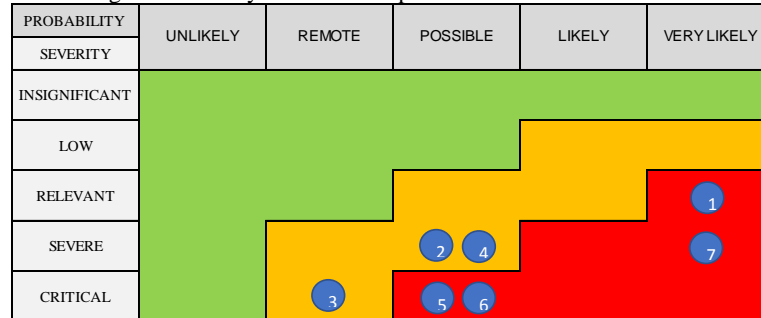 PROBABILITY UNLIKELY REMOTE POSSIBLE LIKELY VERY LIKELY
SEVERITY
INSIGNIFICANT
LOW
RELEVANT 1
SEVERE 2 4 7
CRITICAL 3 5 6